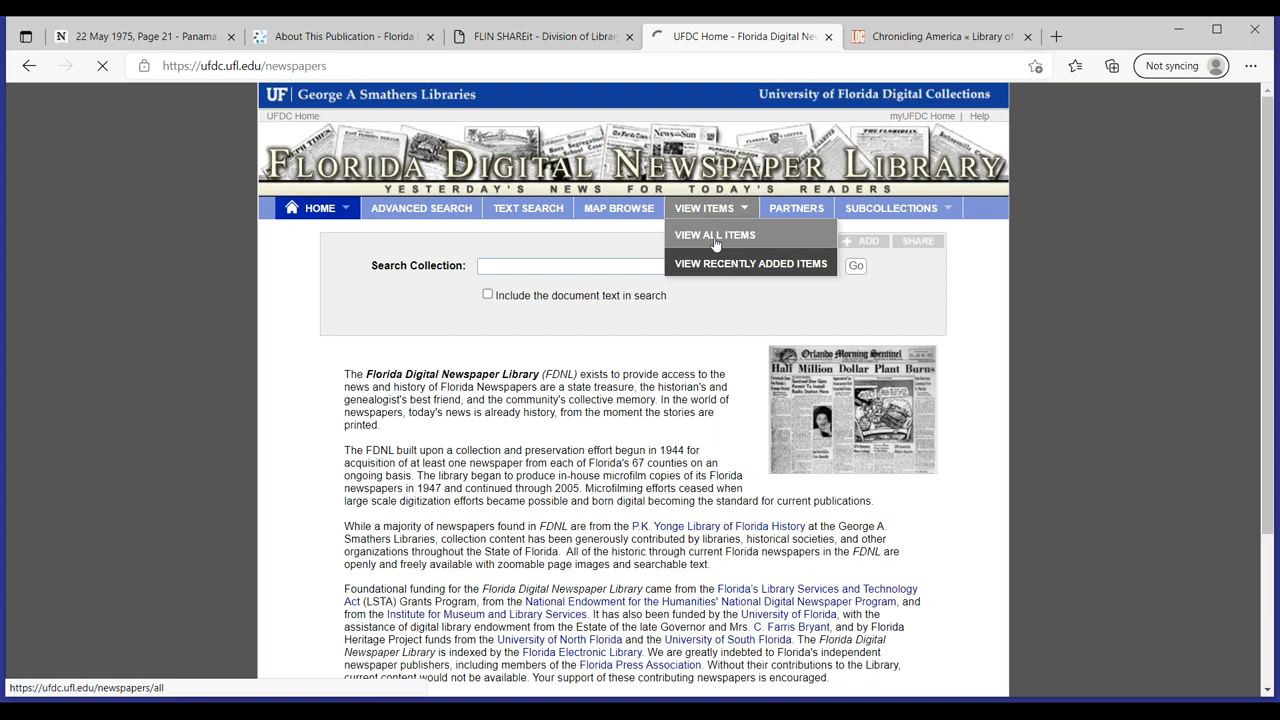 22 May 1975, Page 21 - Panama
About This Publication - Florida
FLIN SHAREit - Division of Librar
UFDC Home - Florida Digital Ne
Chronicling America « Library of
https://ufdc.ufl.edu/newspapers
Not syncing
UF | George A Smathers Libraries
University of Florida Digital Collections
UFDC Home
myUFDC Home | Help
FLORIDA DIGITAL NEWSPAPER LIBRARY
YESTERDAY'S NEWS FOR TODAY'S READERS
HOME
ADVANCED SEARCH
TEXT SEARCH
MAP BROWSE
VIEW ITEMS
PARTNERS
SUBCOLLECTIONS
VIEW ALL ITEMS
VIEW RECENTLY ADDED ITEMS
ADD
SHARE
Search Collection:
Go
Include the document text in search
Orlando Morning Sentinel
Half Million Dollar Plant Burns
The Florida Digital Newspaper Library (FDNL) exists to provide access to the
news and history of Florida Newspapers are a state treasure, the historian's and
genealogist's best friend, and the community's collective memory. In the world of
newspapers, today's news is already history, from the moment the stories are
printed.
The FDNL built upon a collection and preservation effort begun in 1944 for
acquisition of at least one newspaper from each of Florida's 67 counties on an
ongoing basis. The library began to produce in-house microfilm copies of its Florida
newspapers in 1947 and continued through 2005. Microfilming efforts ceased when
large scale digitization efforts became possible and born digital becoming the standard for current publications.
While a majority of newspapers found in FDNL are from the P.K. Yonge Library of Florida History at the George A.
Smathers Libraries, collection content has been generously contributed by libraries, historical societies, and other
organizations throughout the State of Florida. All of the historic through current Florida newspapers in the FDNL are
openly and freely available with zoomable page images and searchable text.
Foundational funding for the Florida Digital Newspaper Library came from the Florida's Library Services and Technology
Act (LSTA) Grants Program, from the National Endowment for the Humanities' National Digital Newspaper Program, and
from the Institute for Museum and Library Services. It has also been funded by the University of Florida, with the
assistance of digital library endowment from the Estate of the late Governor and Mrs. C. Farris Bryant, and by Florida
Heritage Project funds from the University of North Florida and the University of South Florida. The Florida Digital
Newspaper Library is indexed by the Florida Electronic Library. We are greatly indebted to Florida's independent
newspaper publishers, including members of the Florida Press Association. Without their contributions to the Library,
current content would not be available. Your support of these contributing newspapers is encouraged.
https://ufdc.ufl.edu/newspapers/all